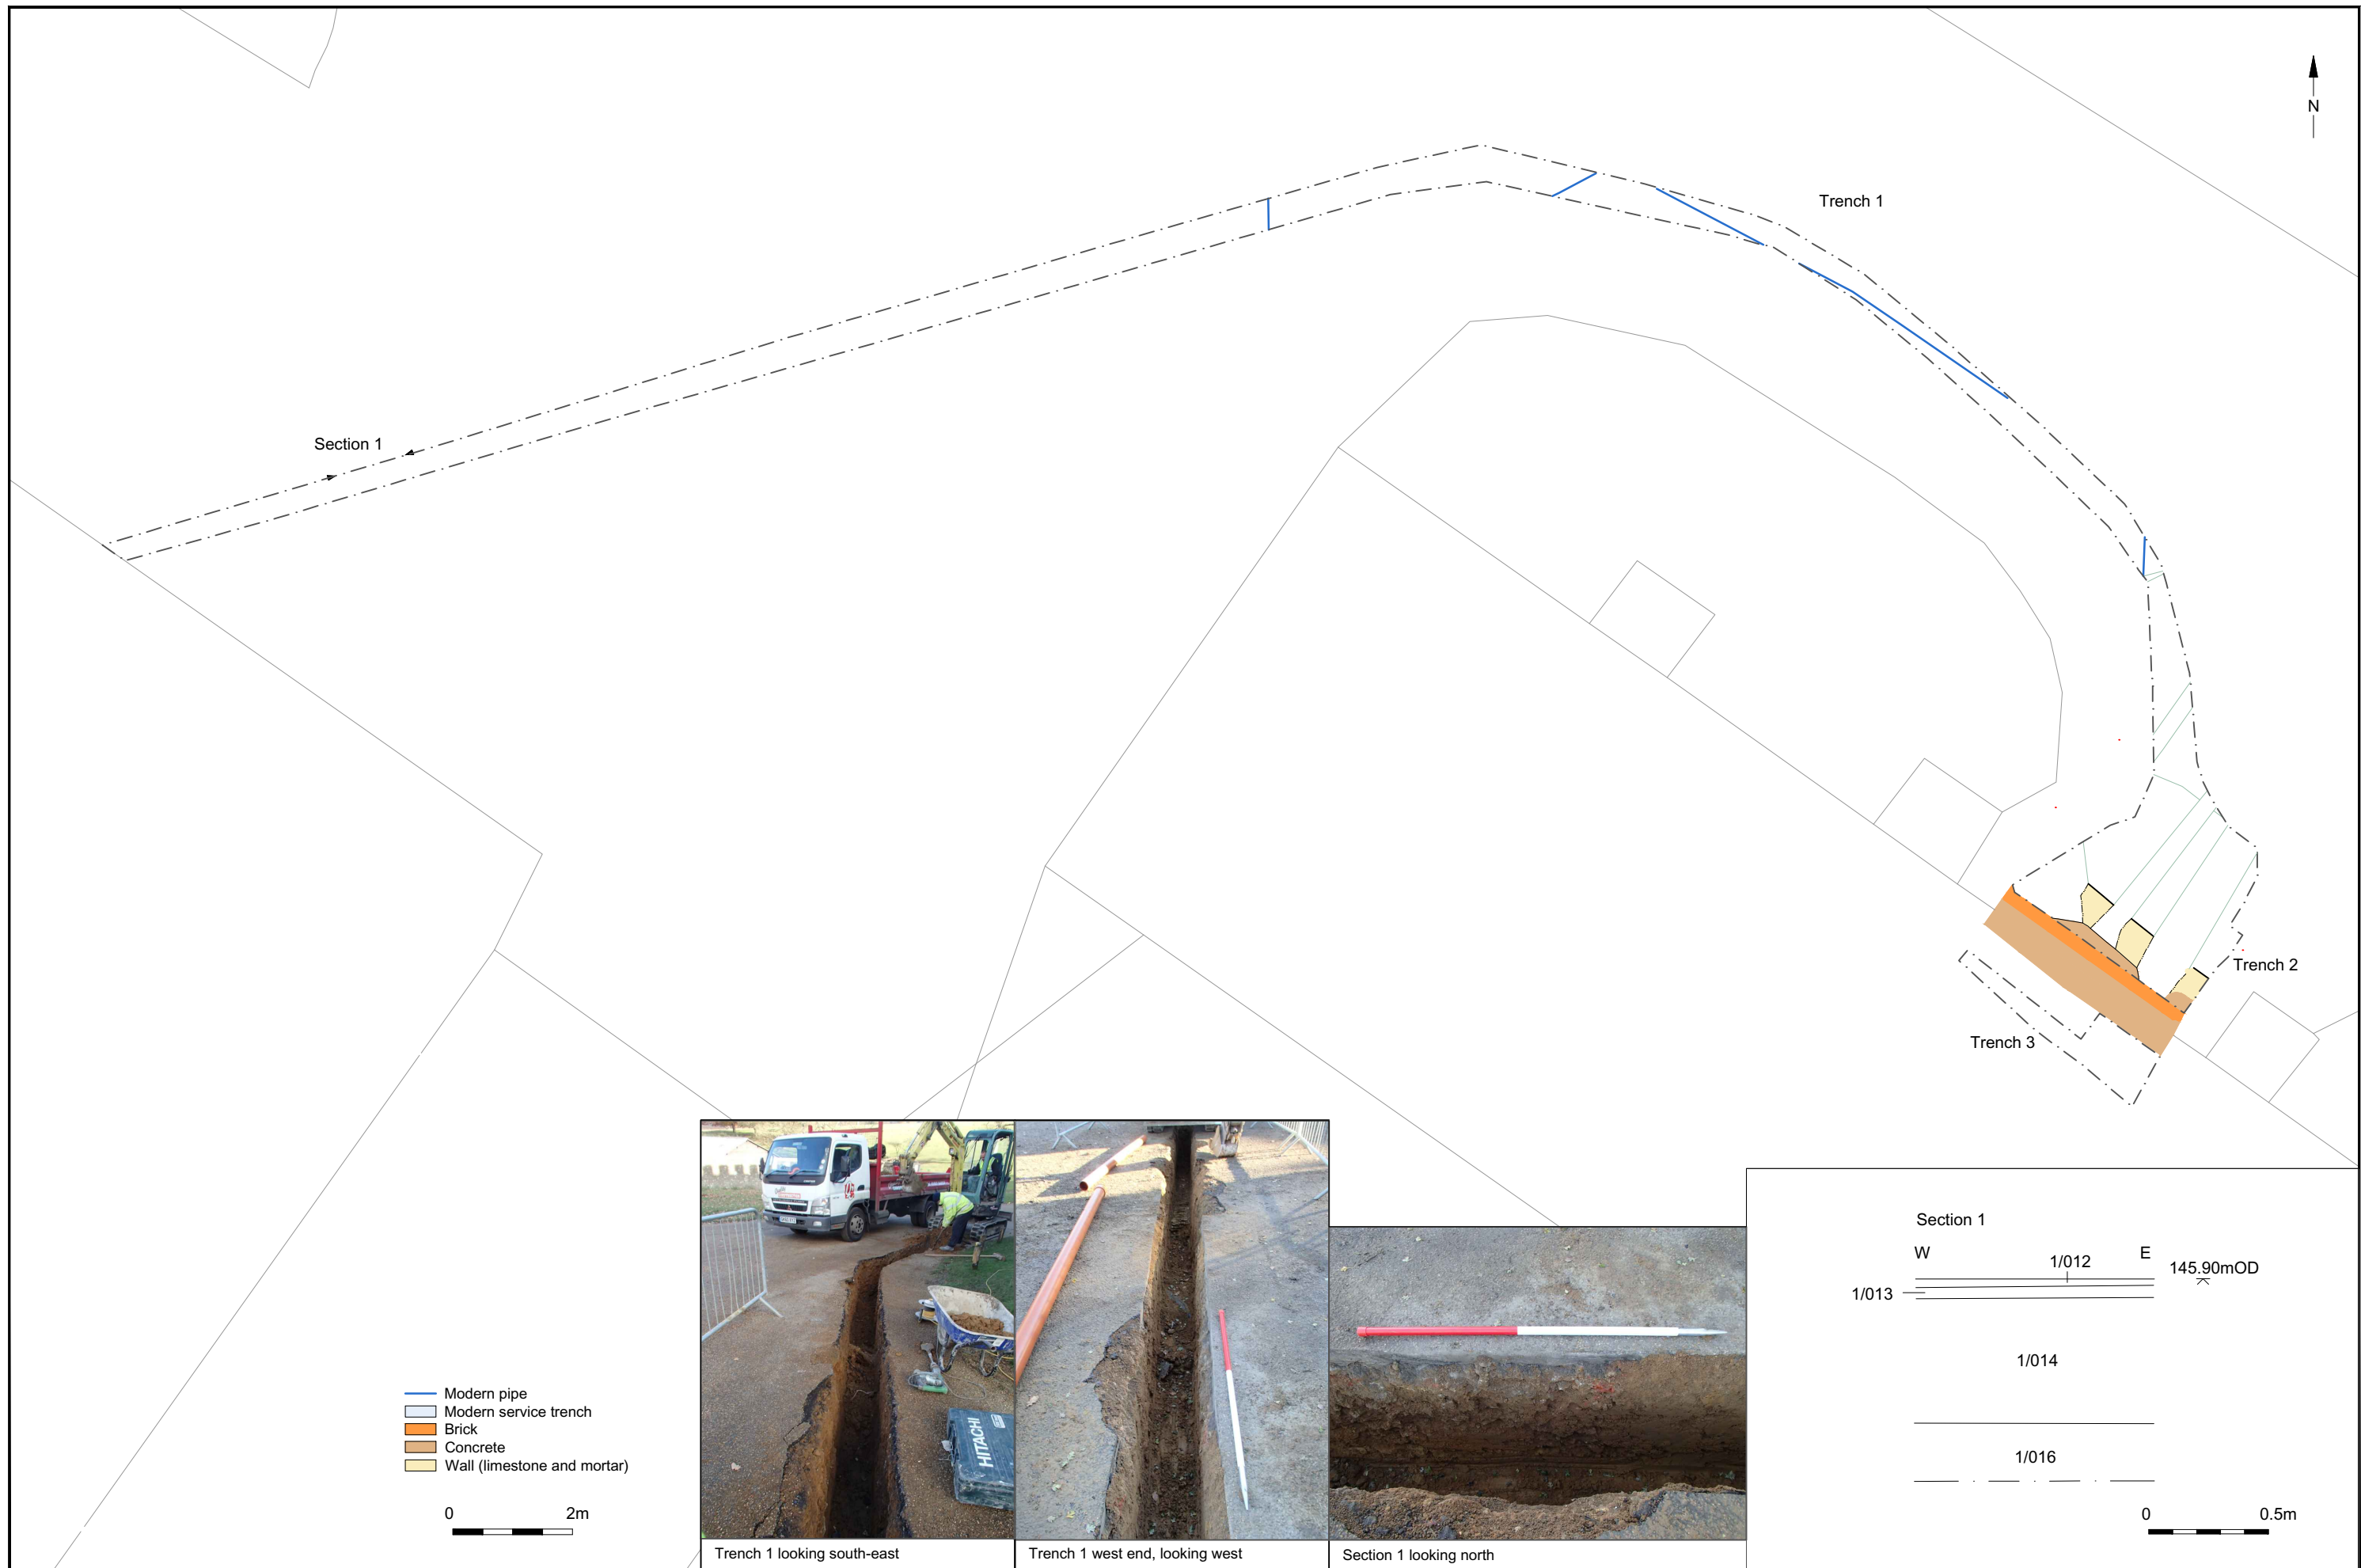 N
Trench 1
Section 1
Trench 2
Trench 3
Modern pipe
Modern service trench
Brick
Concrete
Wall (limestone and mortar)
0 2m
HITACHI
Trench 1 looking south-east
Trench 1 west end, looking west
Section 1 looking north
Section 1
W E
1/012
145.90mOD
1/013
1/014
1/016
0 0.5m